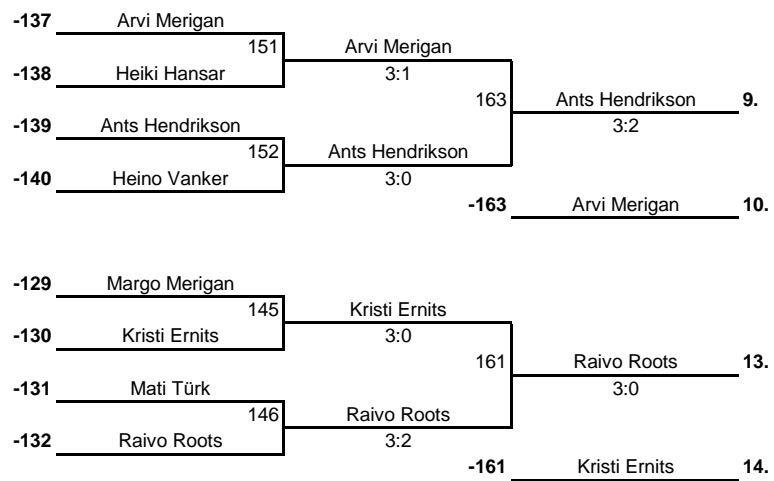 -137 Arvi Merigan
151 Arvi Merigan
-138 Heiki Hansar 3:1
163 Ants Hendrikson 9.
-139 Ants Hendrikson 3:2
152 Ants Hendrikson
-140 Heino Vanker 3:0
-163 Arvi Merigan 10.
-129 Margo Merigan
145 Kristi Ernits
-130 Kristi Ernits 3:0
161 Raivo Roots 13.
-131 Mati Türk 3:0
146 Raivo Roots
-132 Raivo Roots 3:2
-161 Kristi Ernits 14.